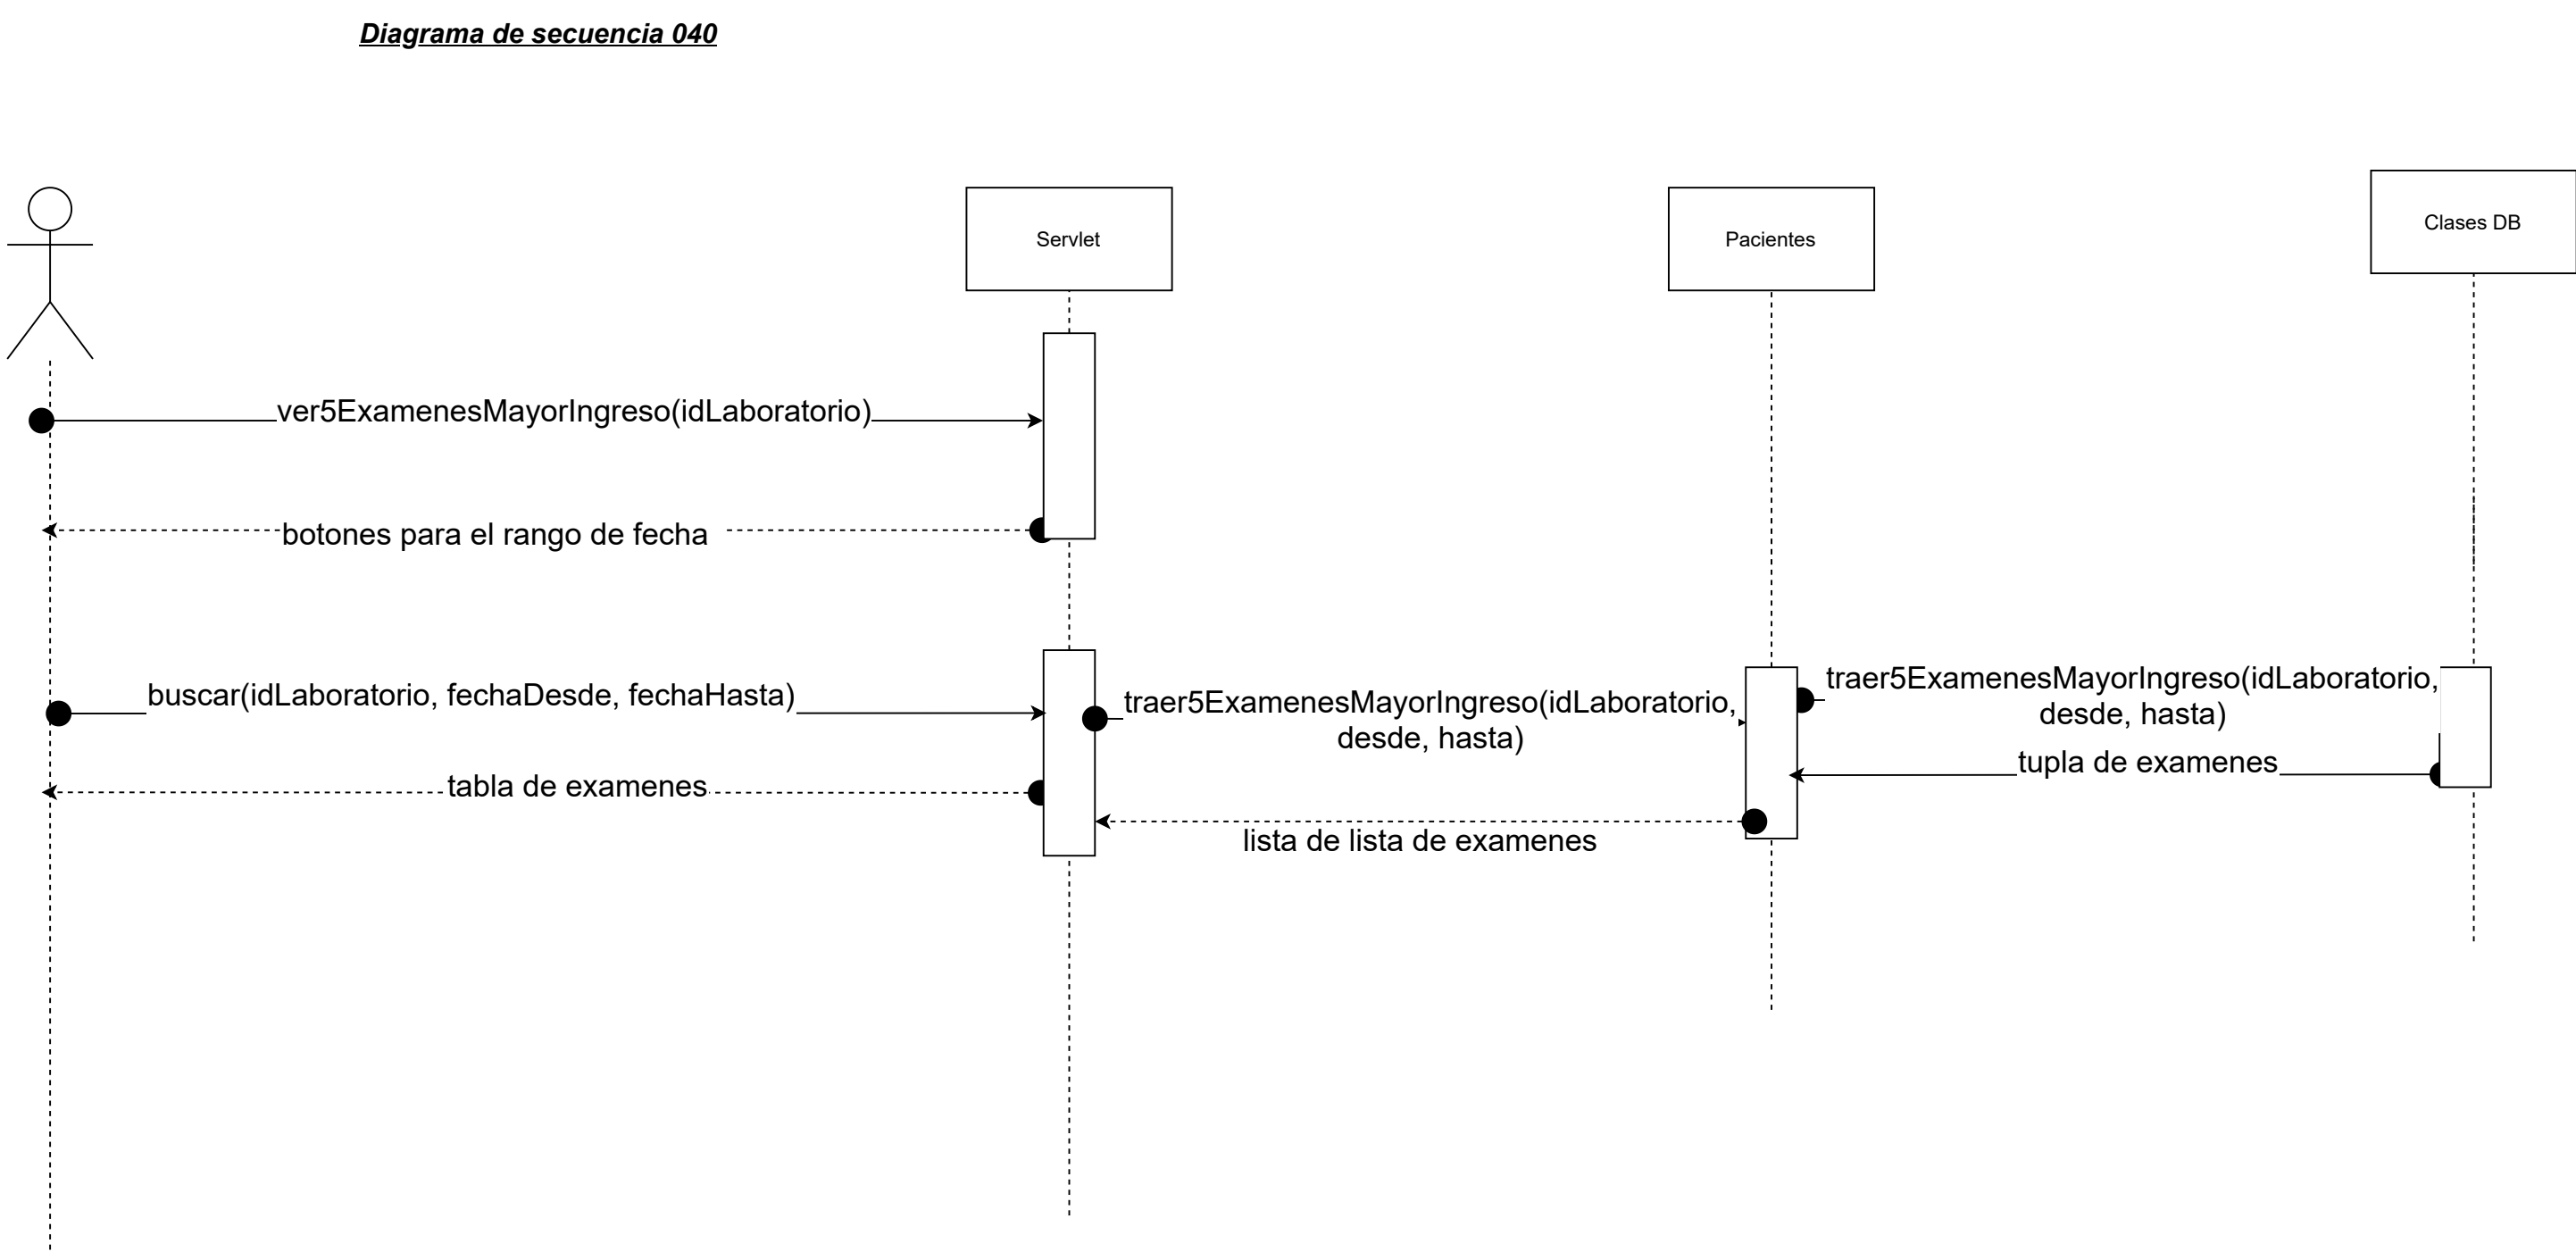 Diagrama de secuencia 040
Servlet
Pacientes
Clases DB
ver5ExamenesMayorIngreso(idLaboratorio)
botones para el rango de fecha
buscar(idLaboratorio, fechaDesde, fechaHasta)
traer5ExamenesMayorIngreso(idLaboratorio,
desde, hasta)
traer5ExamenesMayorIngreso(idLaboratorio,
desde, hasta)
tupla de examenes
tabla de examenes
lista de lista de examenes